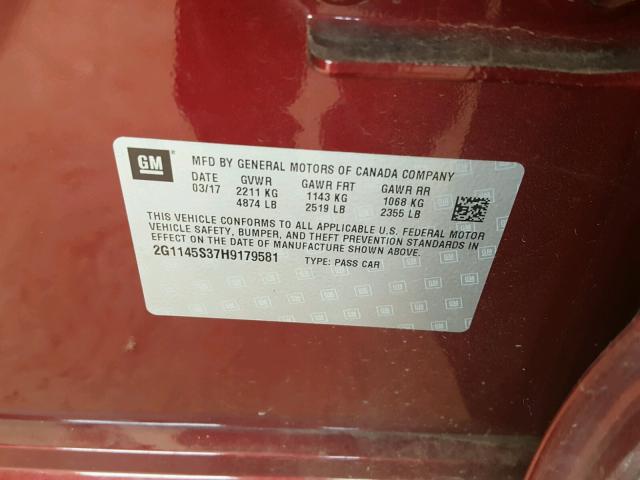 GM
MFD BY GENERAL MOTORS OF CANADA COMPANY
DATE GVWR GAWR FRT GAWR RR
03/17 2211 KG 1143 KG 1068 KG
4874 LB 2519 LB 2355 LB
THIS VEHICLE CONFORMS TO ALL APPLICABLE U.S. FEDERAL MOTOR
VEHICLE SAFETY, BUMPER, AND THEFT PREVENTION STANDARDS IN
EFFECT ON THE DATE OF MANUFACTURE SHOWN ABOVE.
2G1145S37H9179581 TYPE: PASS CAR